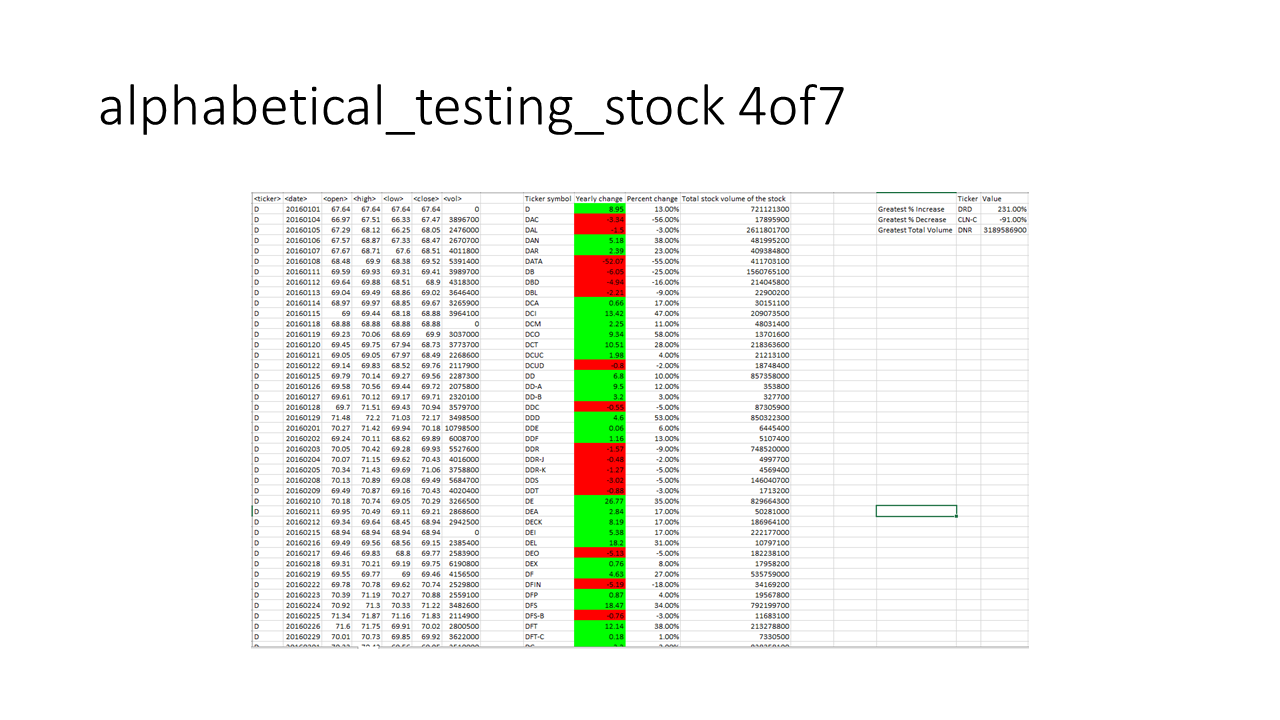 alphabetical_testing_stock 4of7
<ticker> <date> <open> <high> <low> <close> <vol> Ticker symbol Yearly change Percent change Total stock volume of the stock Ticker Value
D 20160101 67.64 67.64 67.64 67.64 0 D 8.95 13.00% 721121300 Greatest % Increase DRD 231.00%
D 20160104 66.97 67.51 66.33 67.47 3896700 DAC -3.34 -56.00% 17895900 Greatest % Decrease CLN-C -91.00%
D 20160105 67.29 68.12 66.25 68.05 2476000 DAL -1.5 -3.00% 2611801700 Greatest Total Volume DNR 3189586900
D 20160106 67.57 68.87 67.33 68.47 2670700 DAN 5.18 38.00% 481995200
D 20160107 67.67 68.71 67.6 68.51 4011800 DAR 2.39 23.00% 409384800
D 20160108 68.48 69.9 68.38 69.52 5391400 DATA -52.07 -55.00% 411703100
D 20160111 69.59 69.93 69.31 69.41 3989700 DB -6.05 -25.00% 1560765100
D 20160112 69.64 69.88 68.51 68.9 4318300 DBD -4.94 -16.00% 214045800
D 20160113 69.04 69.49 68.86 69.02 3646400 DBL -2.21 -9.00% 22900200
D 20160114 68.97 69.97 68.85 69.67 3265900 DCA 0.66 17.00% 30151100
D 20160115 69 69.44 68.18 68.88 3964100 DCI 13.42 47.00% 209073500
D 20160118 68.88 68.88 68.88 68.88 0 DCM 2.25 11.00% 48031400
D 20160119 69.23 70.06 68.69 69.9 3037000 DCO 9.34 58.00% 13701600
D 20160120 69.45 69.75 67.94 68.73 3773700 DCT 10.51 28.00% 218363600
D 20160121 69.05 69.05 67.97 68.49 2268600 DCUC 1.98 4.00% 21213100
D 20160122 69.14 69.83 68.52 69.76 2117900 DCUD -0.8 -2.00% 18748400
D 20160125 69.79 70.14 69.27 69.56 2287300 DD 6.8 10.00% 857358000
D 20160126 69.58 70.56 69.44 69.72 2075800 DD-A 9.5 12.00% 353800
D 20160127 69.61 70.12 69.17 69.71 2320100 DD-B 3.2 3.00% 327700
D 20160128 69.7 71.51 69.43 70.94 3579700 DDC -0.55 -5.00% 87305900
D 20160129 71.48 72.2 71.03 72.17 3498500 DDD 4.6 53.00% 850322300
D 20160201 70.27 71.42 69.94 70.18 10798500 DDE 0.06 6.00% 6445400
D 20160202 69.24 70.11 68.62 69.89 6008700 DDF 1.16 13.00% 5107400
D 20160203 70.05 70.42 69.28 69.93 5527600 DDR -1.57 -9.00% 748520000
D 20160204 70.07 71.15 69.62 70.43 4016000 DDR-J -0.48 -2.00% 4997700
D 20160205 70.34 71.43 69.69 71.06 3758800 DDR-K -1.27 -5.00% 4569400
D 20160208 70.13 70.89 69.08 69.49 5684700 DDS -3.02 -5.00% 146040700
D 20160209 69.49 70.87 69.16 70.43 4020400 DDT -0.88 -3.00% 1713200
D 20160210 70.18 70.74 69.05 70.29 3266500 DE 26.77 35.00% 829664300
D 20160211 69.95 70.49 69.11 69.21 2868600 DEA 2.84 17.00% 50281000
D 20160212 69.34 69.64 68.45 68.94 2942500 DECK 8.19 17.00% 186964100
D 20160215 68.94 68.94 68.94 68.94 0 DEI 5.38 17.00% 222177000
D 20160216 69.49 69.56 68.56 69.15 2385400 DEL 18.2 31.00% 10797100
D 20160217 69.46 69.83 68.8 69.77 2583900 DEO -5.13 -5.00% 182238100
D 20160218 69.31 70.21 69.19 69.75 6190800 DEX 0.76 8.00% 17958200
D 20160219 69.55 69.77 69 69.46 4156500 DF 4.63 27.00% 535759000
D 20160222 69.78 70.78 69.62 70.74 2529800 DFIN -5.19 -18.00% 34169200
D 20160223 70.39 71.19 70.27 70.88 2559100 DFP 0.87 4.00% 19567800
D 20160224 70.92 71.3 70.33 71.22 3482600 DFS 18.47 34.00% 792199700
D 20160225 71.34 71.87 71.16 71.83 2114900 DFS-B -0.76 -3.00% 11683100
D 20160226 71.6 71.75 69.91 70.02 2800500 DFT 12.14 38.00% 213278800
D 20160229 70.01 70.73 69.85 69.92 3622000 DFT-C 0.18 1.00% 7330500